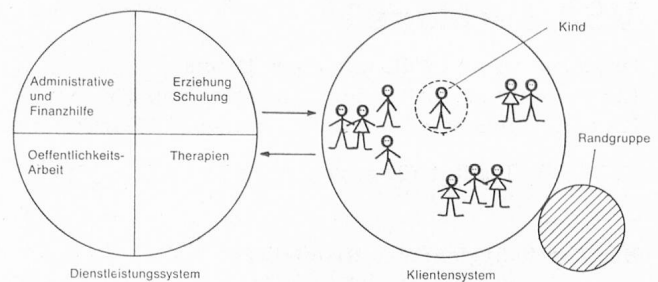 Kind
Administrative
und
Finanzhilfe
Erziehung
Schulung
Oeffentlichkeits-
Arbeit
Therapien
Randgruppe
Dienstleistungssystem
Klientensystem